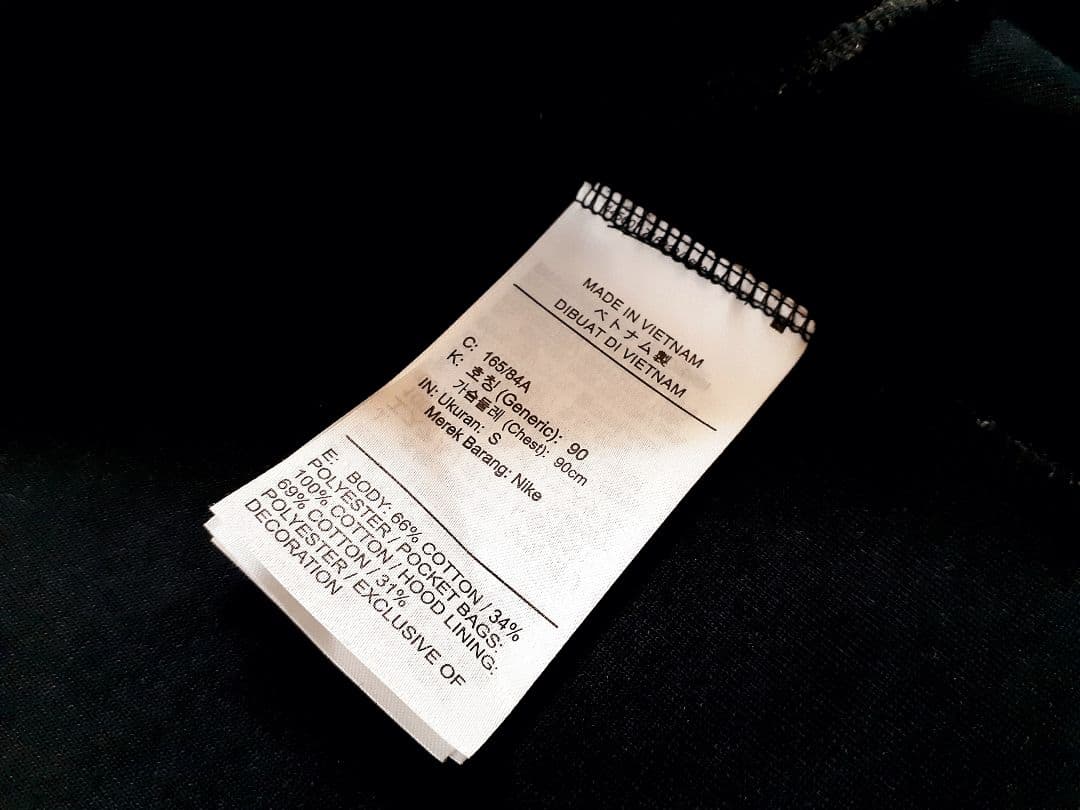 MADE IN VIETNAM
ベトナム製
DIBUAT DI VIETNAM
C: 165/84A
K: 호칭 (Generic): 90
가슴둘레 (Chest): 90cm
IN: Ukuran: S
Merek Barang: Nike
E: BODY: 66% COTTON / 34%
POLYESTER / POCKET BAGS:
100% COTTON / HOOD LINING:
69% COTTON / 31%
POLYESTER / EXCLUSIVE OF
DECORATION